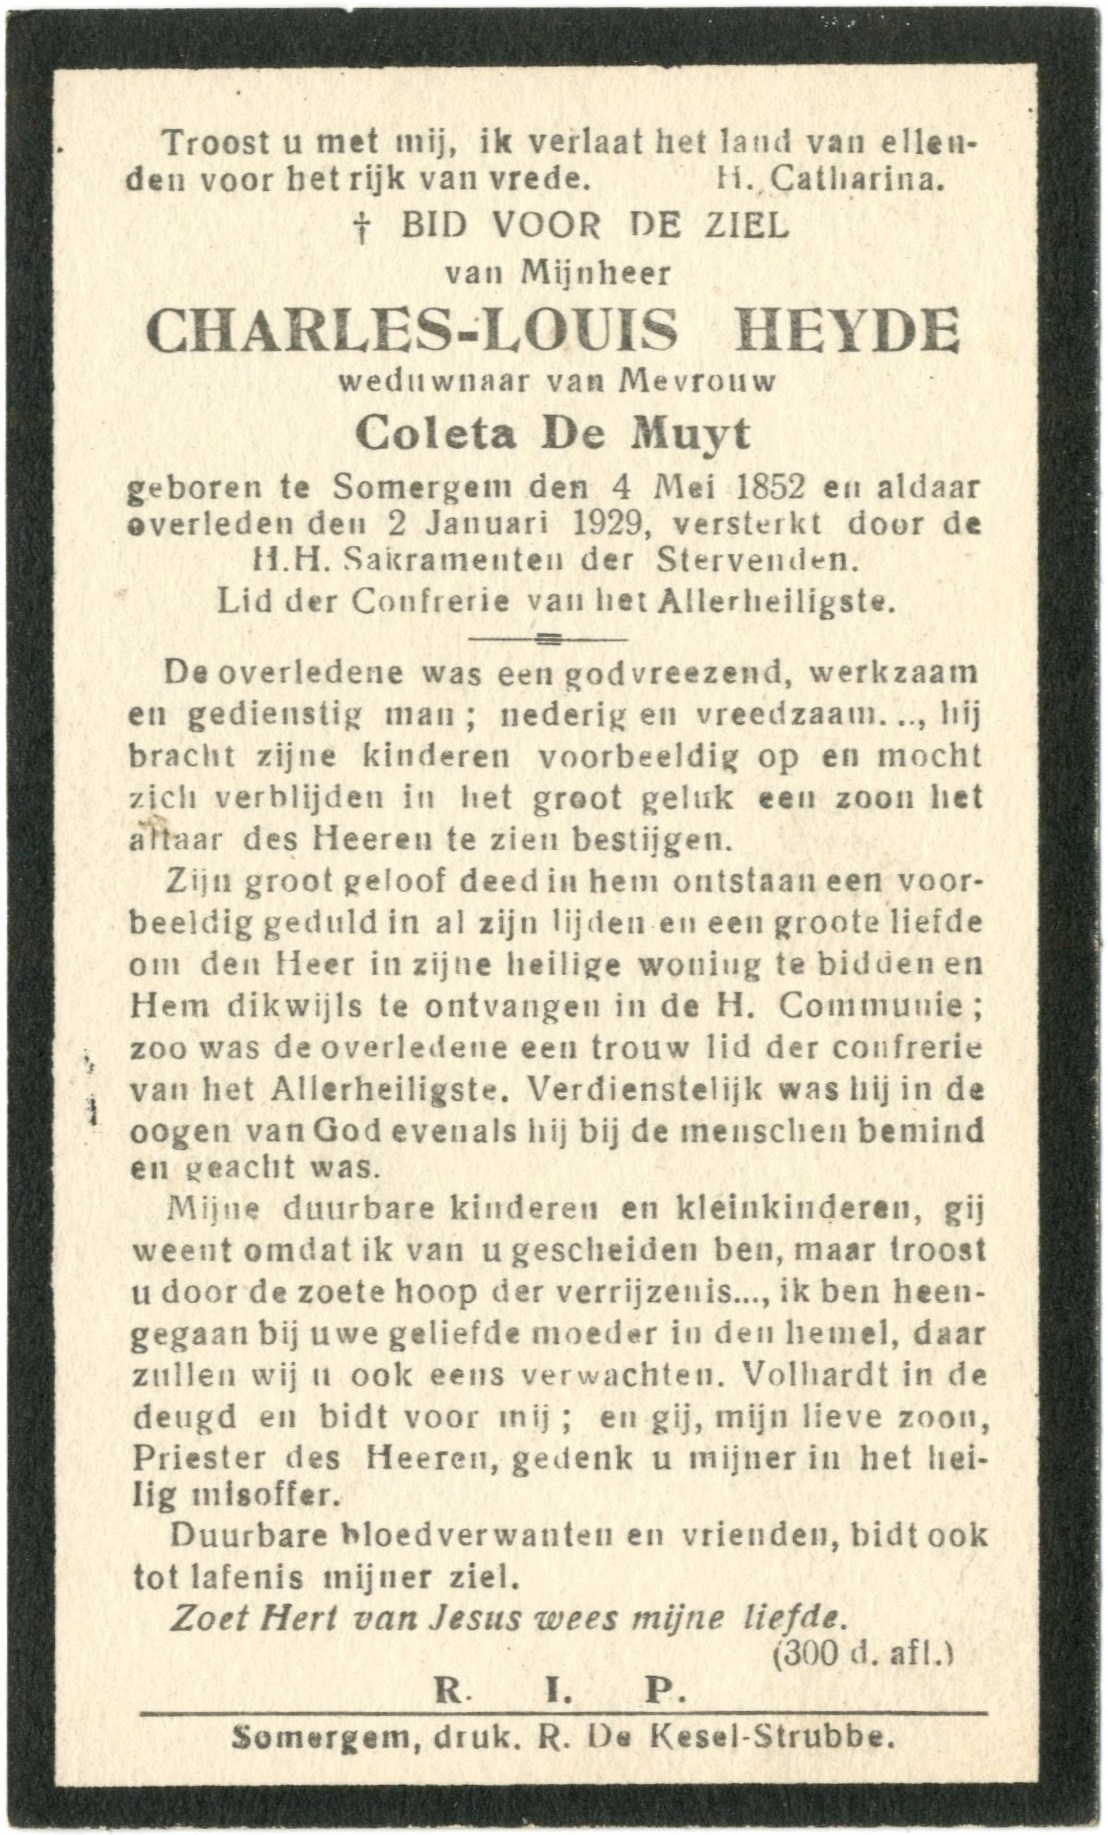 Troost u met mij, ik verlaat het land van ellen-
den voor het rijk van vrede. H. Catharina.
† BID VOOR DE ZIEL
van Mijnheer
CHARLES-LOUIS HEYDE
weduwnaar van Mevrouw
Coleta De Muyt
geboren te Somergem den 4 Mei 1852 en aldaar
overleden den 2 Januari 1929, versterkt door de
H.H. Sakramenten der Stervenden.
Lid der Confrerie van het Allerheiligste.
De overledene was een godvreezend, werkzaam
en gedienstig man ; nederig en vreedzaam..., hij
bracht zijne kinderen voorbeeldig op en mocht
zich verblijden in het groot geluk een zoon het
altaar des Heeren te zien bestijgen.
Zijn groot geloof deed in hem ontstaan een voor-
beeldig geduld in al zijn lijden en een groote liefde
om den Heer in zijne heilige woning te bidden en
Hem dikwijls te ontvangen in de H. Communie ;
zoo was de overledene een trouw lid der confrerie
van het Allerheiligste. Verdienstelijk was hij in de
oogen van God evenals hij bij de menschen bemind
en geacht was.
Mijne duurbare kinderen en kleinkinderen, gij
weent omdat ik van u gescheiden ben, maar troost
u door de zoete hoop der verrijzenis..., ik ben heen-
gegaan bij uwe geliefde moeder in den hemel, daar
zullen wij u ook eens verwachten. Volhardt in de
deugd en bidt voor mij ; en gij, mijn lieve zoon,
Priester des Heeren, gedenk u mijner in het hei-
lig misoffer.
Duurbare bloedverwanten en vrienden, bidt ook
tot lafenis mijner ziel.
Zoet Hert van Jesus wees mijne liefde.
(300 d. afl.)
R. I. P.
Somergem, druk. R. De Kesel-Strubbe.